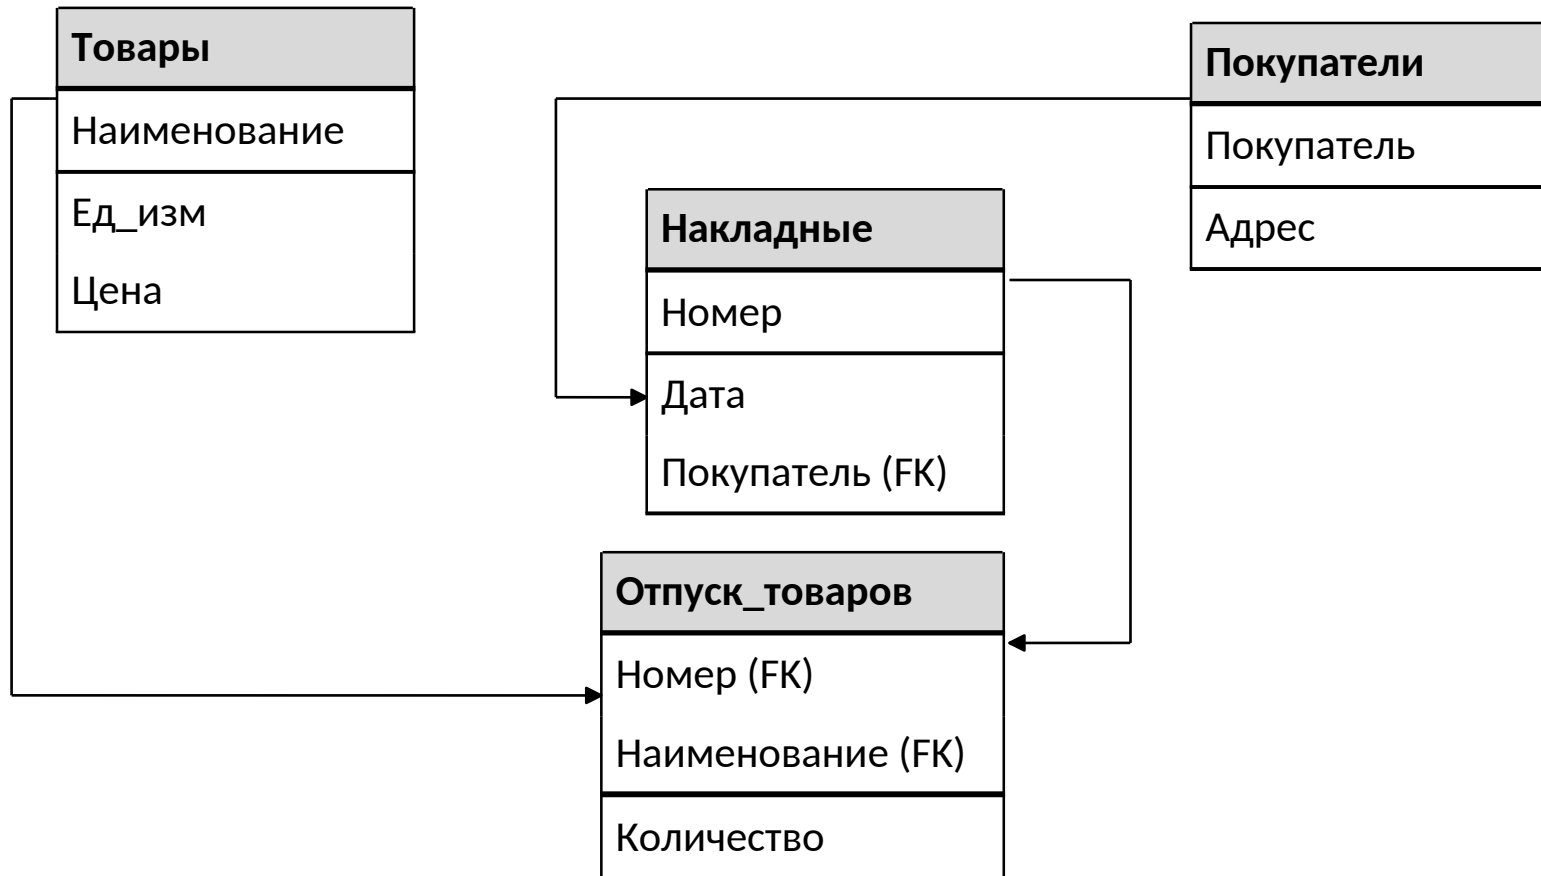 Товары
Наименование
Ед_изм
Цена
Покупатели
Покупатель
Адрес
Накладные
Номер
Дата
Покупатель (FK)
Отпуск_товаров
Номер (FK)
Наименование (FK)
Количество